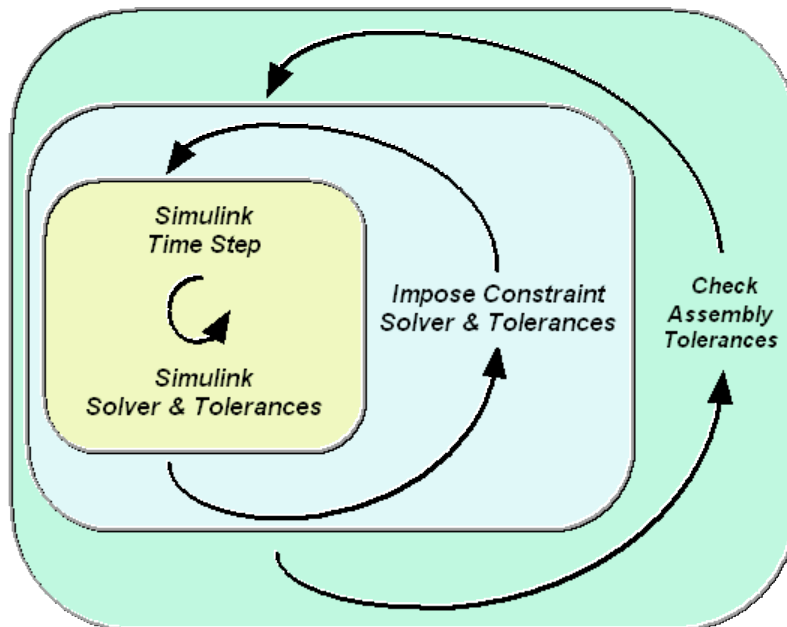 Simulink
Time Step
Simulink
Solver & Tolerances
Impose Constraint
Solver & Tolerances
Check
Assembly
Tolerances